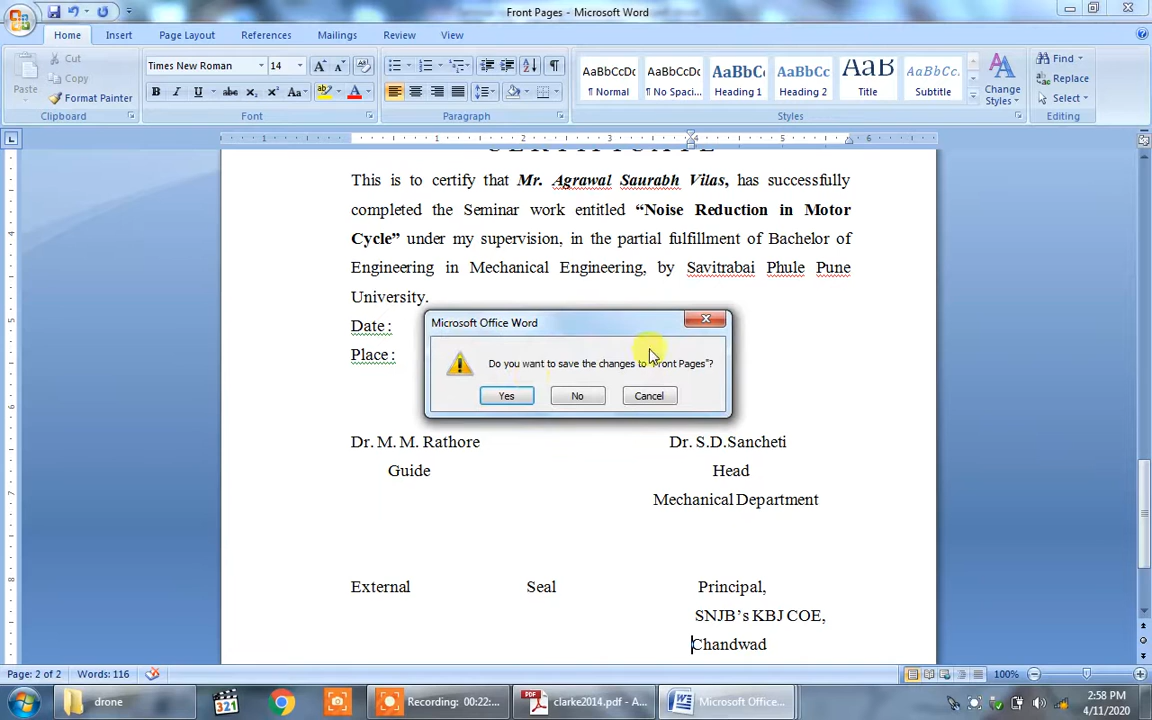 Front Pages - Microsoft Word
Home Insert Page Layout References Mailings Review View
Paste
Cut
Copy
Format Painter
Clipboard
Times New Roman 14
Font
Paragraph
AaBbCcDc AaBbCcDc AaBbC AaBbCc AaB AaBbCc.
¶ Normal ¶ No Spaci... Heading 1 Heading 2 Title Subtitle
Change Styles
Styles
Find
Replace
Select
Editing
CERTIFICATE
This is to certify that Mr. Agrawal Saurabh Vilas, has successfully
completed the Seminar work entitled “Noise Reduction in Motor
Cycle” under my supervision, in the partial fulfillment of Bachelor of
Engineering in Mechanical Engineering, by Savitrabai Phule Pune
University.
Date :
Place :
Microsoft Office Word
Do you want to save the changes to "Front Pages"?
Yes No Cancel
Dr. M. M. Rathore Dr. S.D.Sancheti
Guide Head
Mechanical Department
External Seal Principal,
SNJB’s KBJ COE,
Chandwad
Page: 2 of 2 Words: 116 100%
drone 321 Recording: 00:22:... clarke2014.pdf - A... Microsoft Office... 2:58 PM
4/11/2020